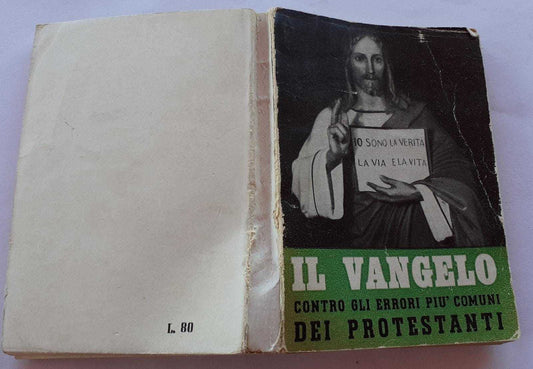 L. 80
IO SONO LA VERITA
LA VIA E LA VITA
IL VANGELO
CONTRO GLI ERRORI PIU' COMUNI
DEI PROTESTANTI